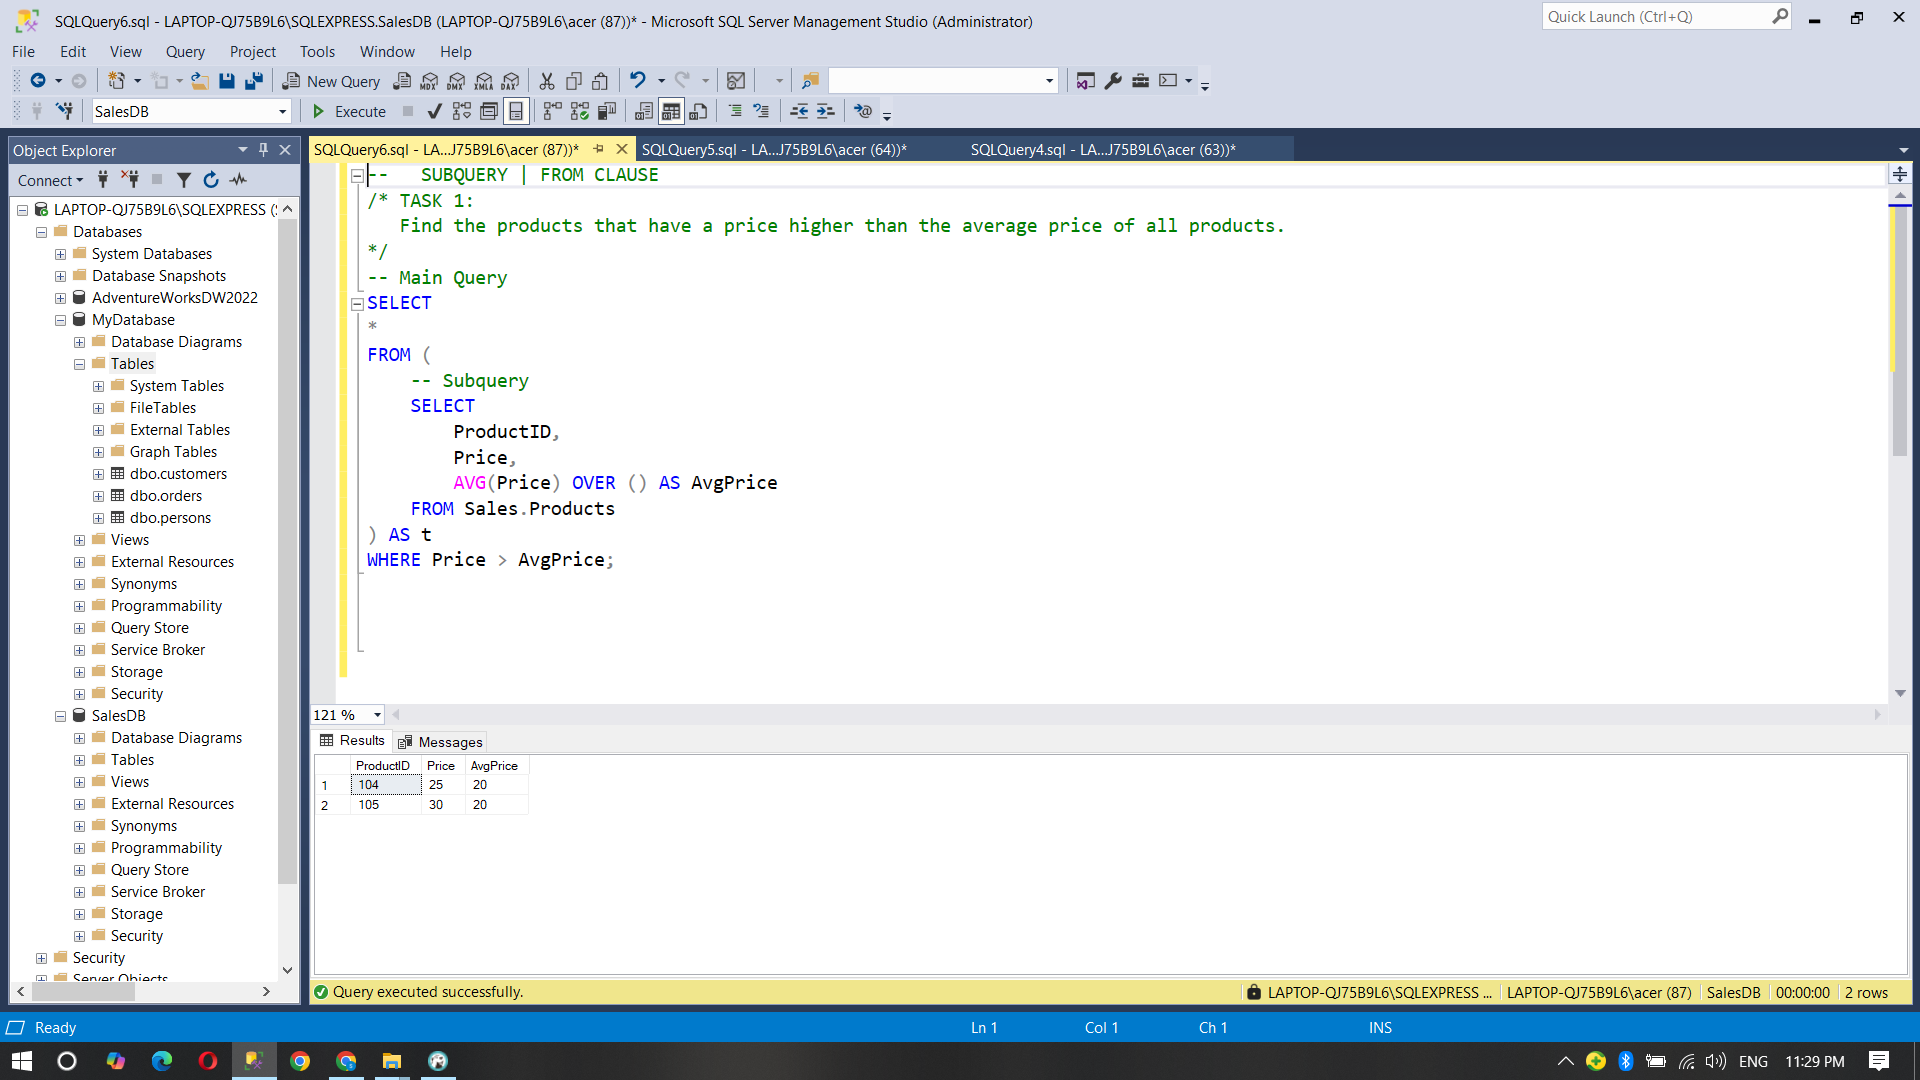 SQLQuery6.sql - LAPTOP-QJ75B9L6\SQLEXPRESS.SalesDB (LAPTOP-QJ75B9L6\acer (87))* - Microsoft SQL Server Management Studio (Administrator)
Quick Launch (Ctrl+Q)
File Edit View Query Project Tools Window Help
New Query MDX DMX XMLA DAX
SalesDB Execute
Object Explorer
Connect
LAPTOP-QJ75B9L6\SQLEXPRESS (
Databases
System Databases
Database Snapshots
AdventureWorksDW2022
MyDatabase
Database Diagrams
Tables
System Tables
FileTables
External Tables
Graph Tables
dbo.customers
dbo.orders
dbo.persons
Views
External Resources
Synonyms
Programmability
Query Store
Service Broker
Storage
Security
SalesDB
Database Diagrams
Tables
Views
External Resources
Synonyms
Programmability
Query Store
Service Broker
Storage
Security
Security
Server Objects
SQLQuery6.sql - LA...J75B9L6\acer (87))* SQLQuery5.sql - LA...J75B9L6\acer (64))* SQLQuery4.sql - LA...J75B9L6\acer (63))*
--   SUBQUERY | FROM CLAUSE
/* TASK 1:
   Find the products that have a price higher than the average price of all products.
*/
-- Main Query
SELECT
*
FROM (
    -- Subquery
    SELECT
        ProductID,
        Price,
        AVG(Price) OVER () AS AvgPrice
    FROM Sales.Products
) AS t
WHERE Price > AvgPrice;
121 %
Results Messages
ProductID Price AvgPrice
1 104 25 20
2 105 30 20
Query executed successfully. LAPTOP-QJ75B9L6\SQLEXPRESS ... LAPTOP-QJ75B9L6\acer (87) SalesDB 00:00:00 2 rows
Ready Ln 1 Col 1 Ch 1 INS
ENG 11:29 PM